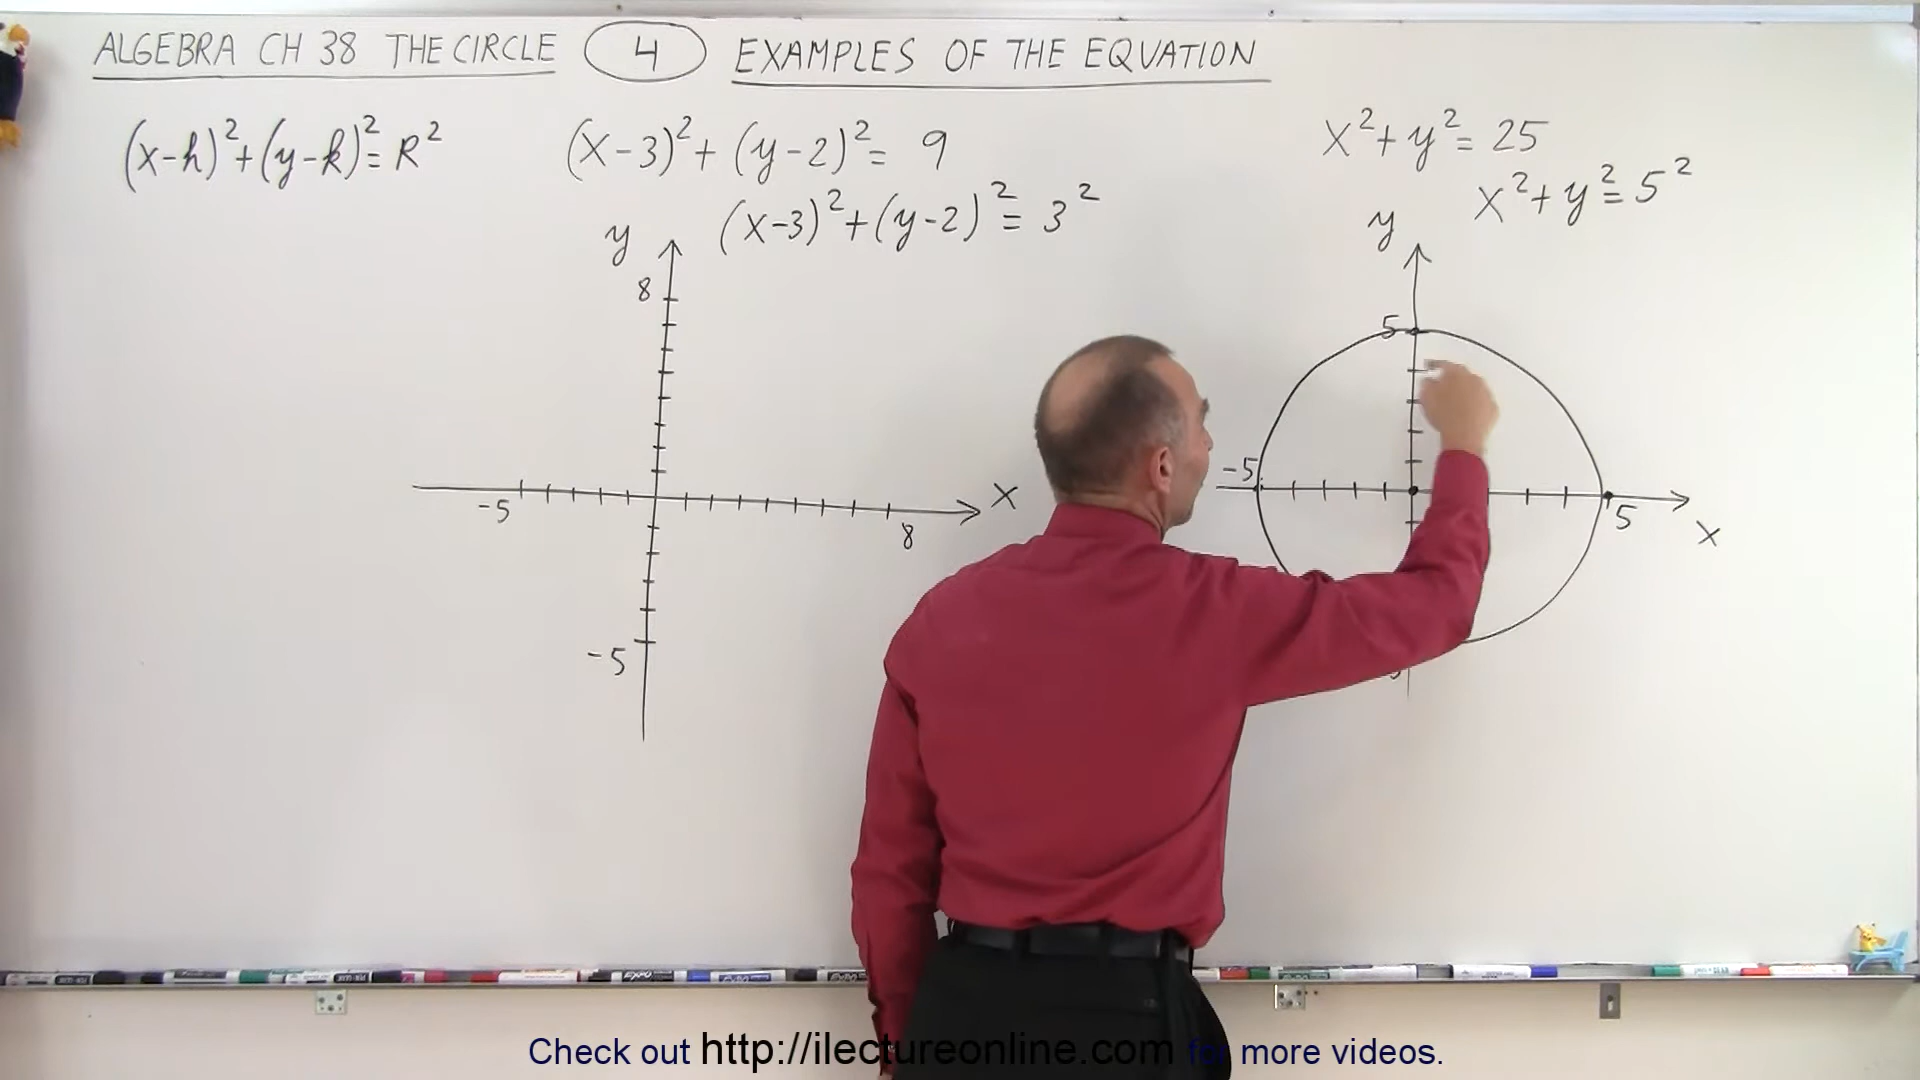 ALGEBRA CH 38 THE CIRCLE 4 EXAMPLES OF THE EQUATION
(x-h)²+(y-k)²=R²
(x-3)²+(y-2)²= 9
(x-3)²+(y-2)²=3²
y
8
-5
x
8
-5
x²+y²=25
x²+y²=5²
y
5
-5
5
x
Check out http://ilectureonline.com for more videos.